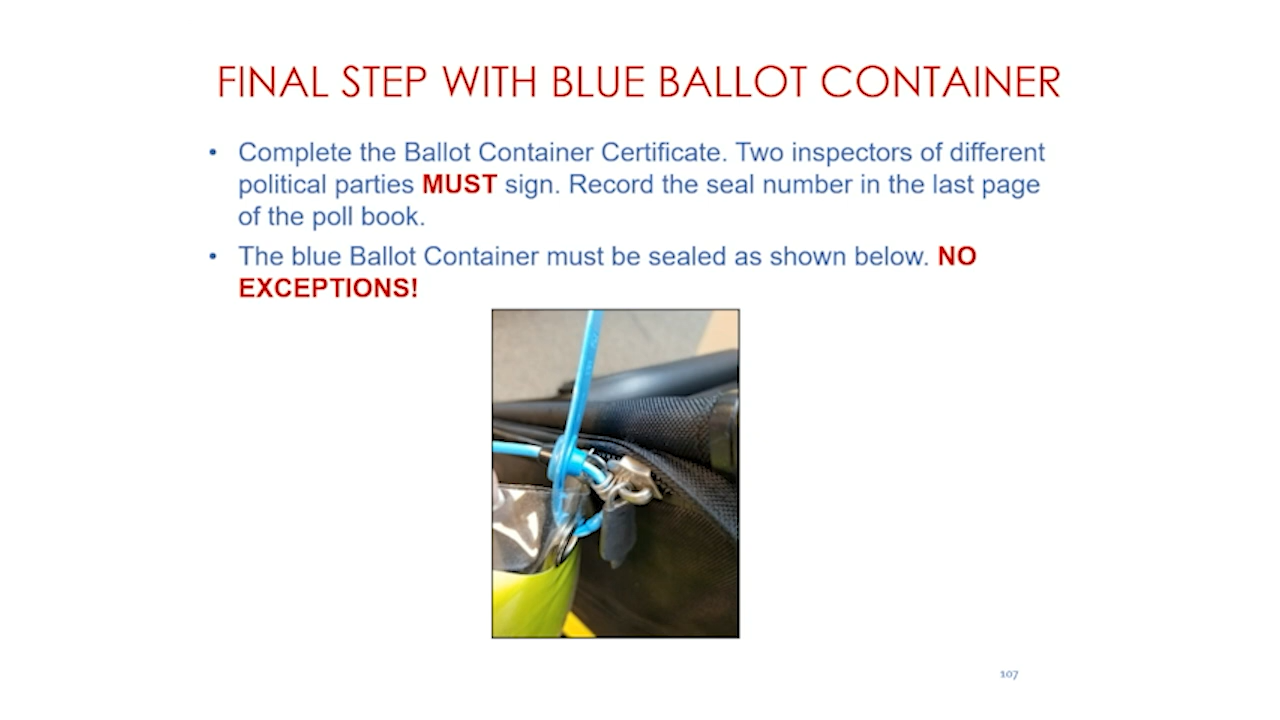 FINAL STEP WITH BLUE BALLOT CONTAINER
• Complete the Ballot Container Certificate. Two inspectors of different
political parties MUST sign. Record the seal number in the last page
of the poll book.
• The blue Ballot Container must be sealed as shown below. NO
EXCEPTIONS!
107